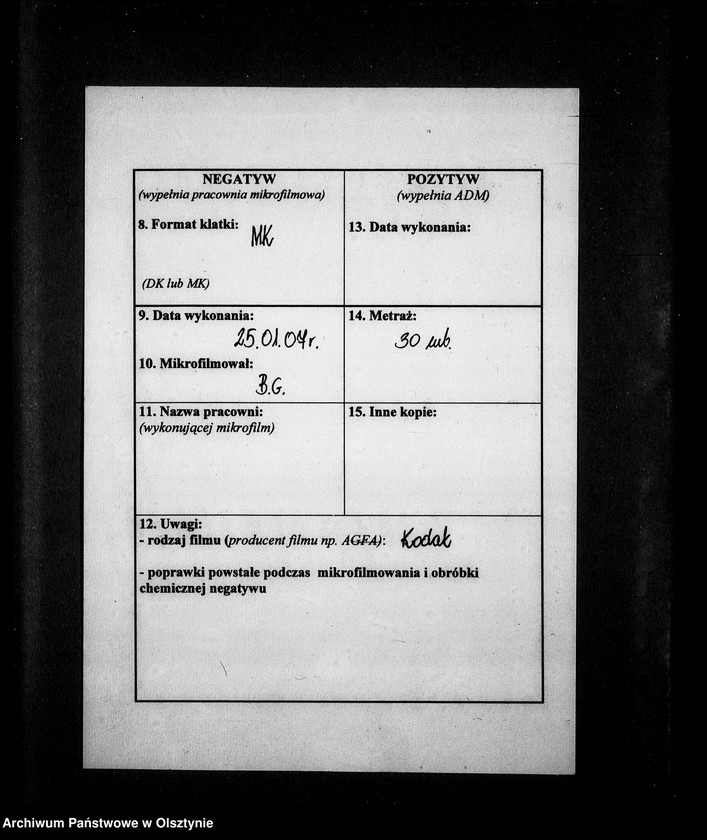 NEGATYW
(wypełnia pracownia mikrofilmowa)
8. Format klatki:
MK
(DK lub MK)
POZYTYW
(wypełnia ADM)
13. Data wykonania:
9. Data wykonania:
25.01.07r.
10. Mikrofilmował:
B.G.
14. Metraż:
30 mb.
11. Nazwa pracowni:
(wykonującej mikrofilm)
15. Inne kopie:
12. Uwagi:
- rodzaj filmu (producent filmu np. AGFA): Kodak
- poprawki powstałe podczas mikrofilmowania i obróbki
chemicznej negatywu
Archiwum Państwowe w Olsztynie